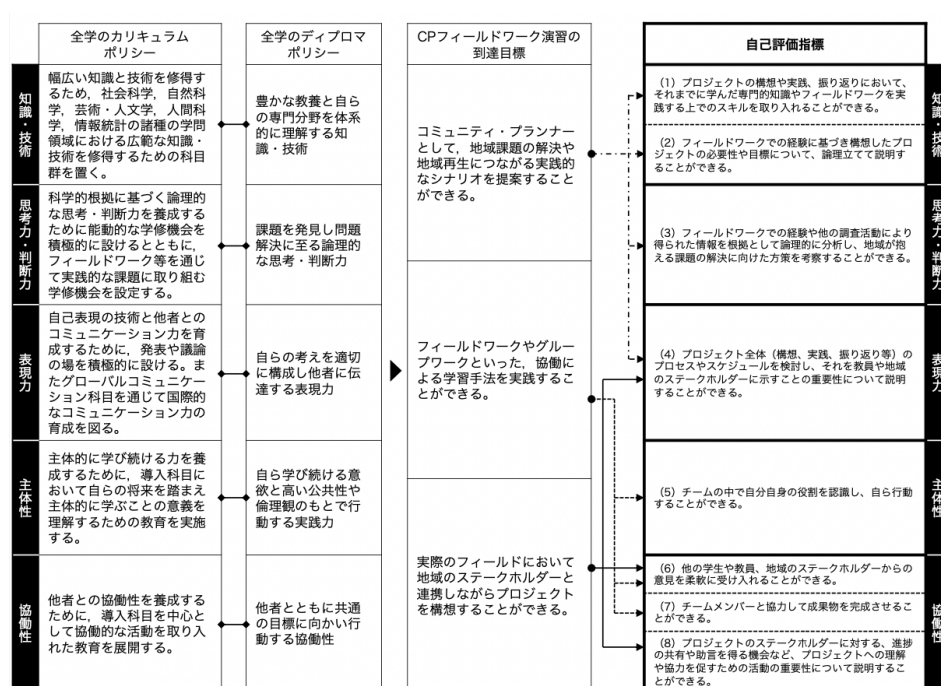 全学のカリキュラム
ポリシー
全学のディプロマ
ポリシー
CPフィールドワーク演習の
到達目標
自己評価指標
知識・技術
幅広い知識と技術を修得す
るため，社会科学，自然科
学，芸術・人文学，人間科
学，情報統計の諸種の学問
領域における広範な知識・
技術を修得するための科目
群を置く。
豊かな教養と自ら
の専門分野を体系
的に理解する知
識・技術
思考力・判断力
科学的根拠に基づく論理的
な思考・判断力を養成する
ために能動的な学修機会を
積極的に設けるとともに，
フィールドワーク等を通じ
て実践的な課題に取り組む
学修機会を設定する。
課題を発見し問題
解決に至る論理的
な思考・判断力
表現力
自己表現の技術と他者との
コミュニケーション力を育
成するために，発表や議論
の場を積極的に設ける。ま
たグローバルコミュニケー
ション科目を通じて国際的
なコミュニケーション力の
育成を図る。
自らの考えを適切
に構成し他者に伝
達する表現力
主体性
主体的に学び続ける力を養
成するために，導入科目に
おいて自らの将来を踏まえ
主体的に学ぶことの意義を
理解するための教育を実施
する。
自ら学び続ける意
欲と高い公共性や
倫理観のもとで行
動する実践力
協働性
他者との協働性を養成する
ために，導入科目を中心と
して協働的な活動を取り入
れた教育を展開する。
他者とともに共通
の目標に向かい行
動する協働性
コミュニティ・プランナー
として，地域課題の解決や
地域再生につながる実践的
なシナリオを提案すること
ができる。
フィールドワークやグルー
プワークといった，協働に
よる学習手法を実践するこ
とができる。
実際のフィールドにおいて
地域のステークホルダーと
連携しながらプロジェクト
を構想することができる。
（1）プロジェクトの構想や実践、振り返りにおいて、
それまでに学んだ専門的知識やフィールドワークを実
践する上でのスキルを取り入れることができる。
（2）フィールドワークでの経験に基づき構想したプロ
ジェクトの必要性や目標について、論理立てて説明す
ることができる。
（3）フィールドワークでの経験や他の調査活動により
得られた情報を根拠として論理的に分析し、地域が抱
える課題の解決に向けた方策を考察することができる。
（4）プロジェクト全体（構想、実践、振り返り等）の
プロセスやスケジュールを検討し、それを教員や地域
のステークホルダーに示すことの重要性について説明
することができる。
（5）チームの中で自分自身の役割を認識し、自ら行動
することができる。
（6）他の学生や教員、地域のステークホルダーからの
意見を柔軟に受け入れることができる。
（7）チームメンバーと協力して成果物を完成させるこ
とができる。
（8）プロジェクトのステークホルダーに対する、進捗
の共有や助言を得る機会など、プロジェクトへの理解
や協力を促すための活動の重要性について説明するこ
とができる。
知識・技術
思考力・判断力
表現力
主体性
協働性